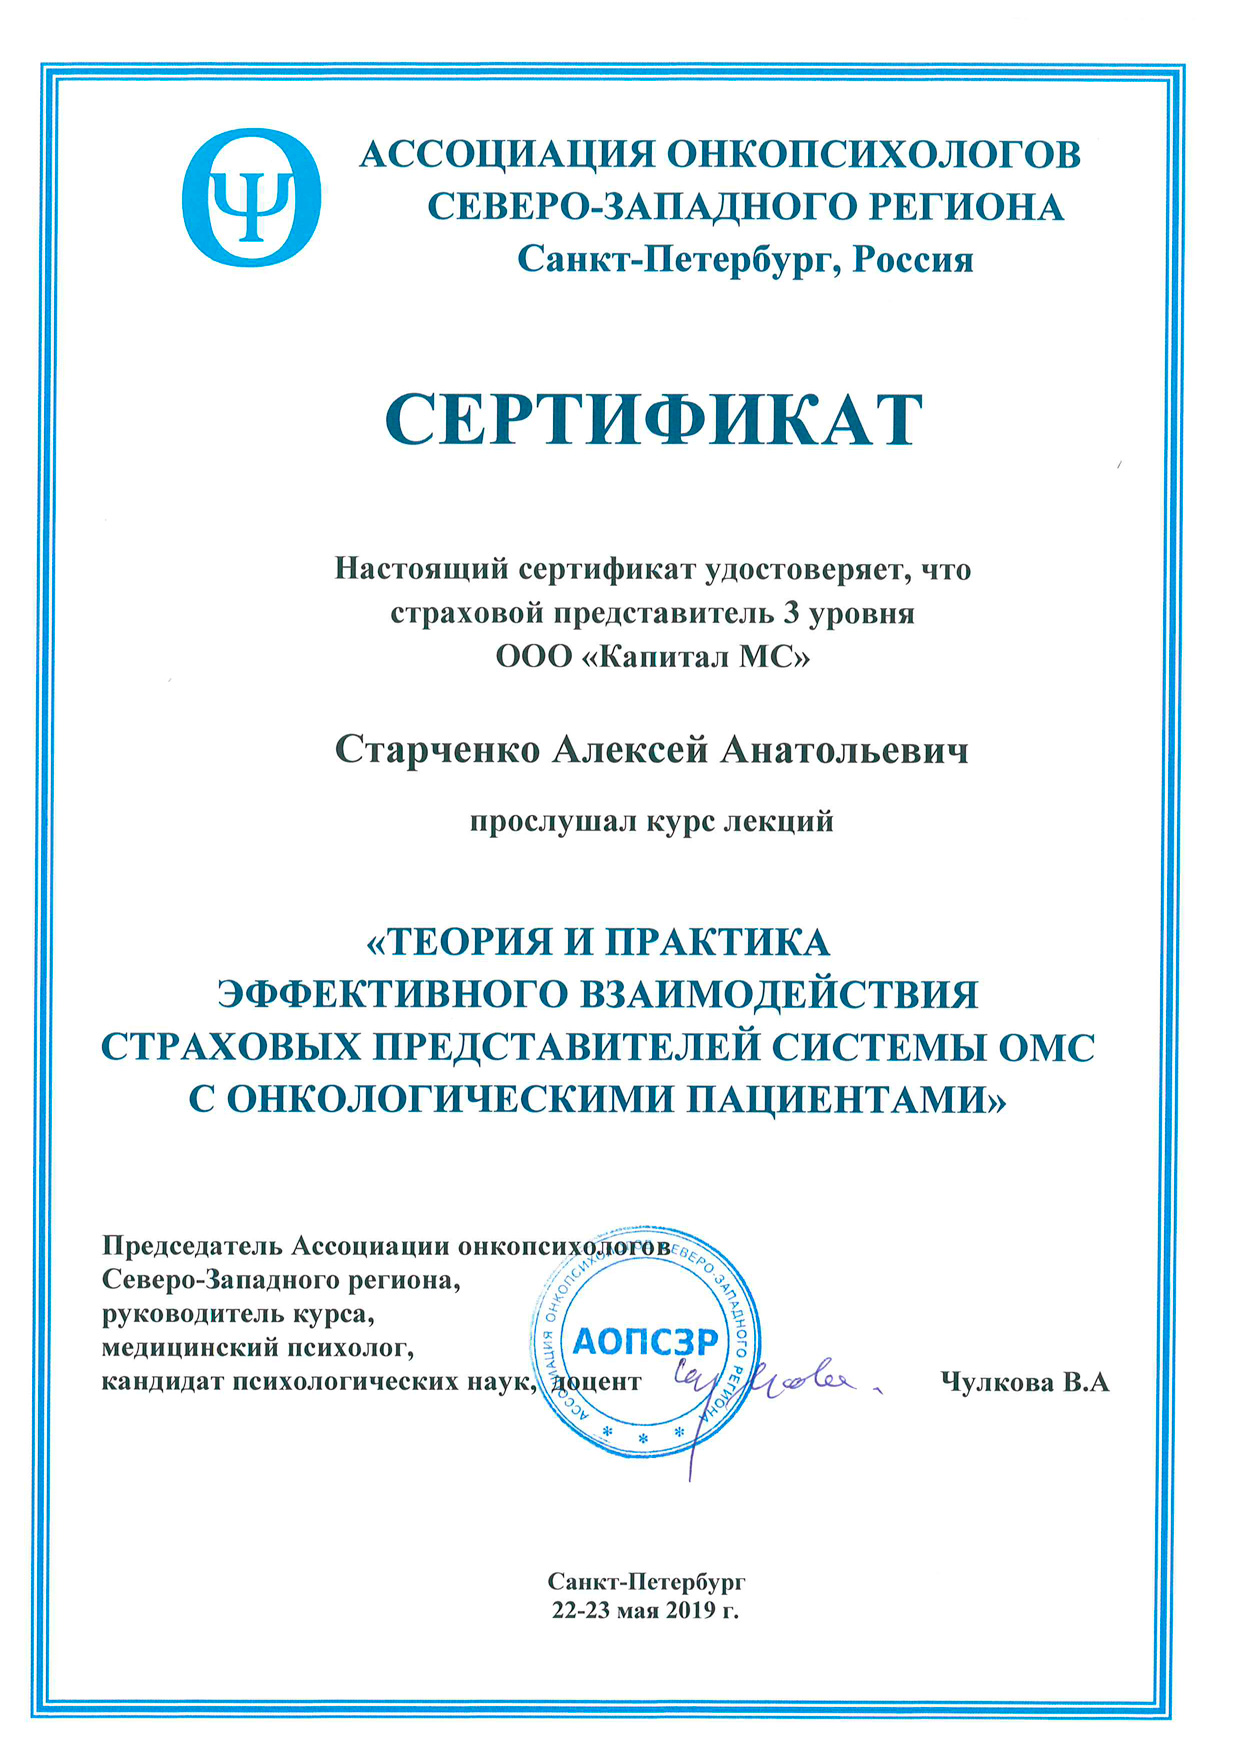 АССОЦИАЦИЯ ОНКОПСИХОЛОГОВ
СЕВЕРО-ЗАПАДНОГО РЕГИОНА
Санкт-Петербург, Россия
СЕРТИФИКАТ
Настоящий сертификат удостоверяет, что
страховой представитель 3 уровня
ООО «Капитал МС»
Старченко Алексей Анатольевич
прослушал курс лекций
«ТЕОРИЯ И ПРАКТИКА
ЭФФЕКТИВНОГО ВЗАИМОДЕЙСТВИЯ
СТРАХОВЫХ ПРЕДСТАВИТЕЛЕЙ СИСТЕМЫ ОМС
С ОНКОЛОГИЧЕСКИМИ ПАЦИЕНТАМИ»
Председатель Ассоциации онкопсихологов
Северо-Западного региона,
руководитель курса,
медицинский психолог,
кандидат психологических наук, доцент
Чулкова В.А
АССОЦИАЦИЯ ОНКОПСИХОЛОГОВ СЕВЕРО-ЗАПАДНОГО РЕГИОНА
АОПСЗР
Санкт-Петербург
22-23 мая 2019 г.